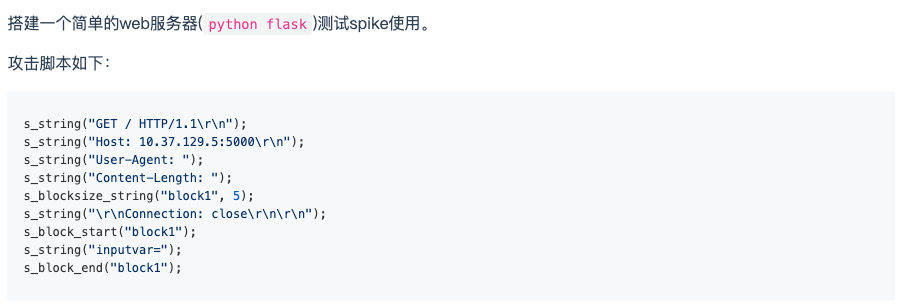 搭建一个简单的web服务器(python flask)测试spike使用。
攻击脚本如下：
s_string("GET / HTTP/1.1\r\n");
s_string("Host: 10.37.129.5:5000\r\n");
s_string("User-Agent: ");
s_string("Content-Length: ");
s_blocksize_string("block1", 5);
s_string("\r\nConnection: close\r\n\r\n");
s_block_start("block1");
s_string("inputvar=");
s_block_end("block1");